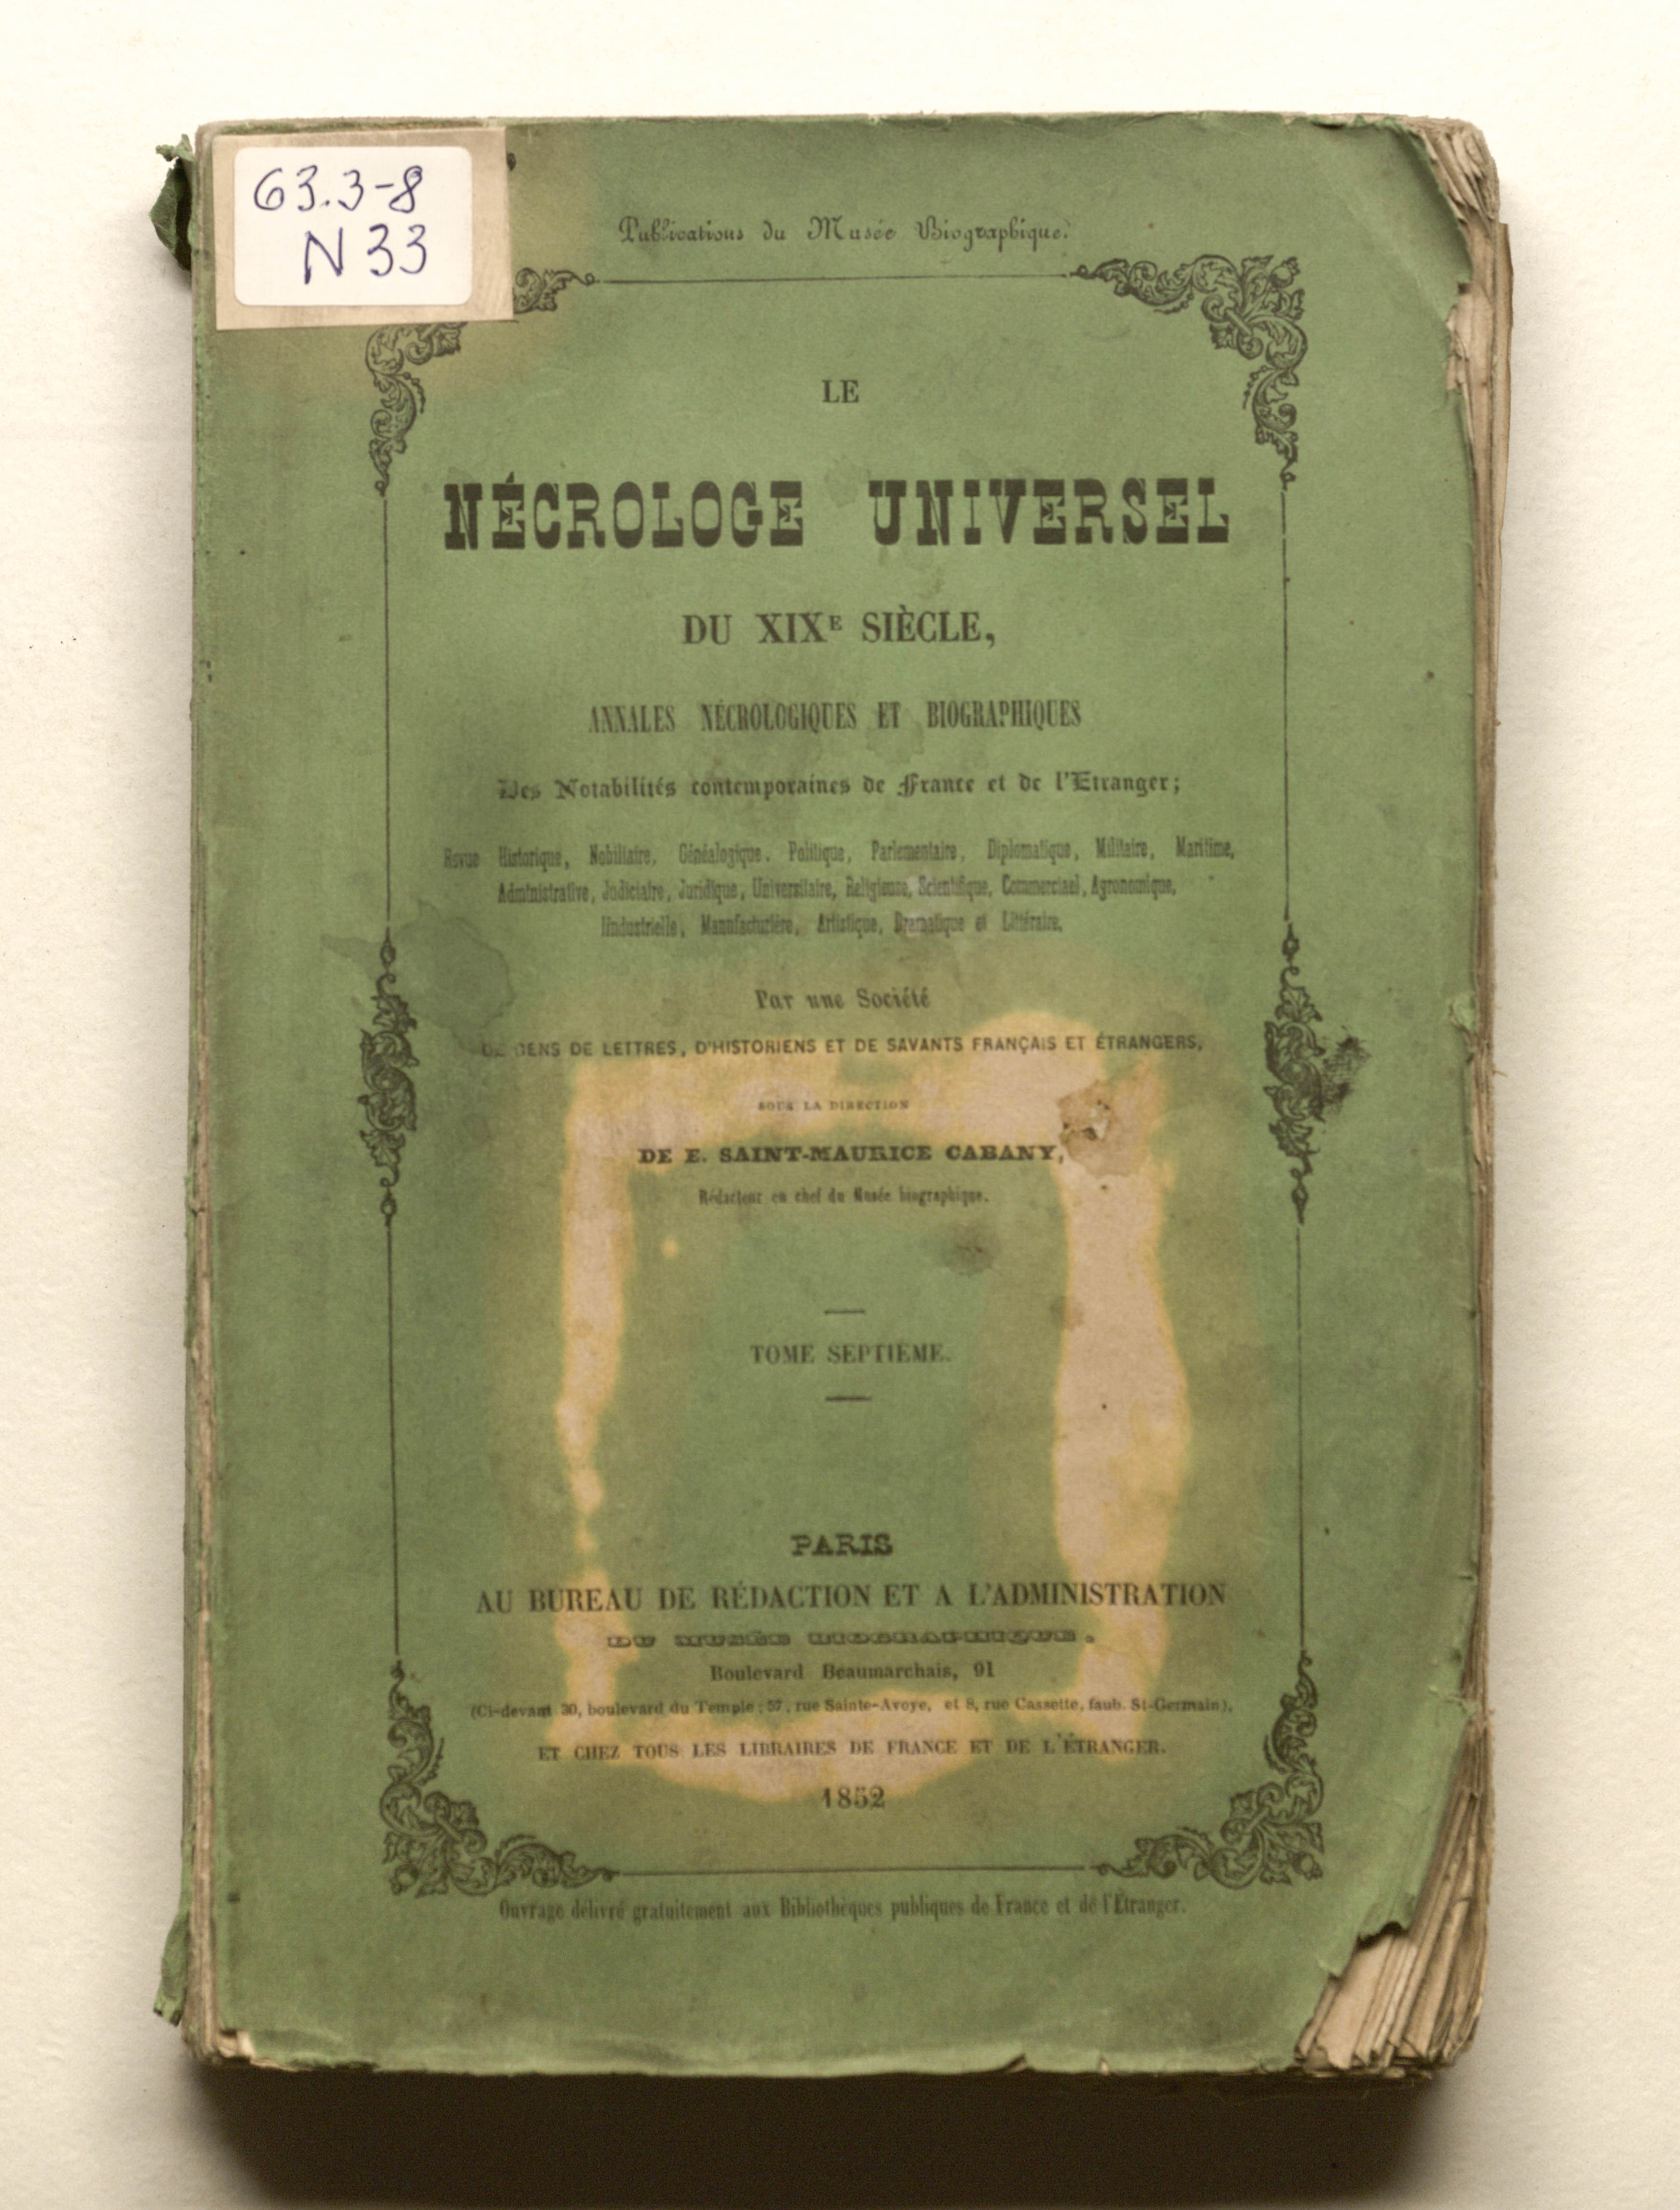 63.3-8
N 33
Publications du Musée Biographique.
LE
NÉCROLOGE UNIVERSEL
DU XIXE SIÈCLE,
ANNALES NÉCROLOGIQUES ET BIOGRAPHIQUES
Des Notabilités contemporaines de France et de l'Etranger;
Revue Historique, Nobiliaire, Généalogique, Politique, Parlementaire, Diplomatique, Militaire, Maritime,
Administrative, Judiciaire, Juridique, Universitaire, Religieuse, Scientifique, Commerciael, Agronomique,
Iindustrielle, Manufacturière, Artistique, Dramatique et Littéraire,
Par une Société
DE GENS DE LETTRES, D'HISTORIENS ET DE SAVANTS FRANÇAIS ET ÉTRANGERS,
SOUS LA DIRECTION
DE E. SAINT-MAURICE CABANY,
Rédacteur en chef du Musée biographique.
TOME SEPTIÈME.
PARIS
AU BUREAU DE RÉDACTION ET A L'ADMINISTRATION
DU MUSÉE BIOGRAPHIQUE.
Boulevard Beaumarchais, 91
(Ci-devant 30, boulevard du Temple; 57, rue Sainte-Avoye, et 8, rue Cassette, faub. St-Germain),
ET CHEZ TOUS LES LIBRAIRES DE FRANCE ET DE L'ÉTRANGER.
1852
Ouvrage délivré gratuitement aux Bibliothèques publiques de France et de l'Étranger.